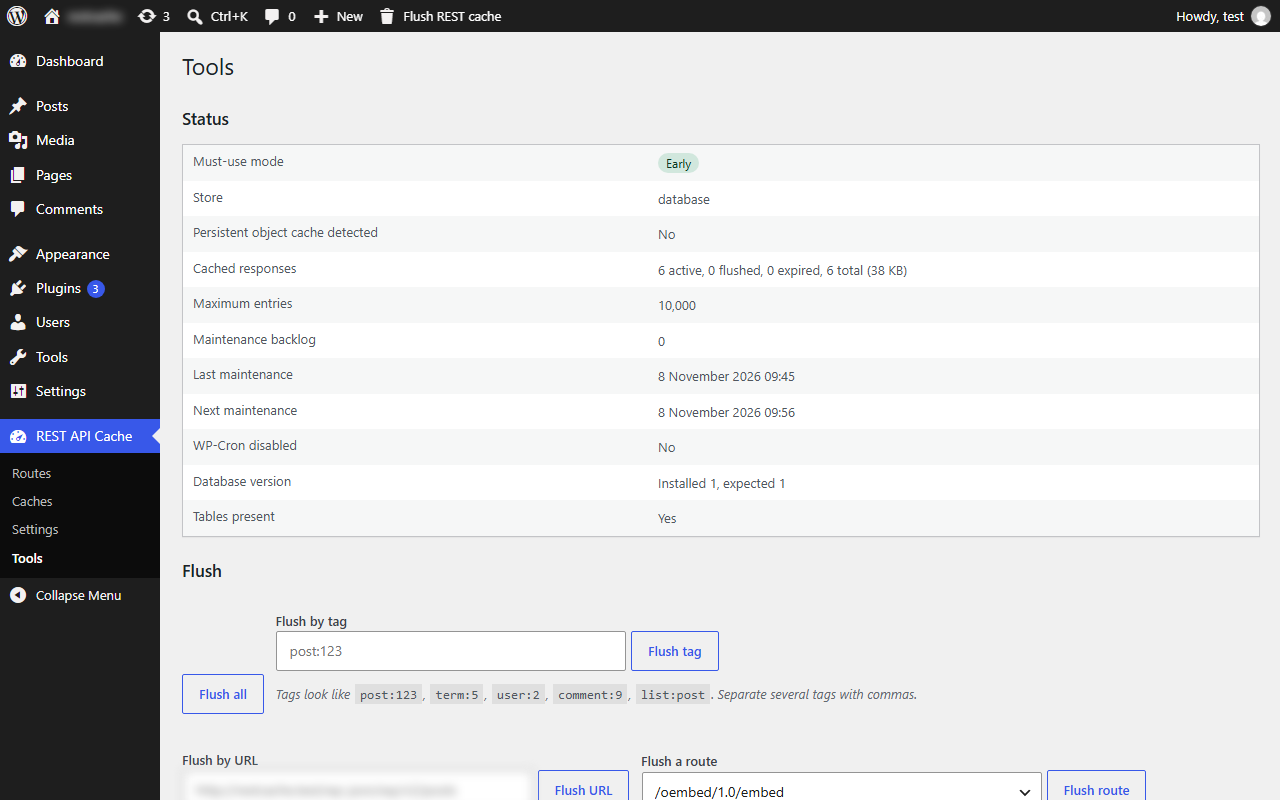 3 Ctrl+K 0 New Flush REST cache Howdy, test
Dashboard
Posts
Media
Pages
Comments
Appearance
Plugins 3
Users
Tools
Settings
REST API Cache
Routes
Caches
Settings
Tools
Collapse Menu
Tools
Status
Must-use mode Early
Store database
Persistent object cache detected No
Cached responses 6 active, 0 flushed, 0 expired, 6 total (38 KB)
Maximum entries 10,000
Maintenance backlog 0
Last maintenance 8 November 2026 09:45
Next maintenance 8 November 2026 09:56
WP-Cron disabled No
Database version Installed 1, expected 1
Tables present Yes
Flush
Flush by tag
post:123 Flush tag
Flush all Tags look like post:123, term:5, user:2, comment:9, list:post. Separate several tags with commas.
Flush by URL Flush a route
Flush URL /oembed/1.0/embed Flush route